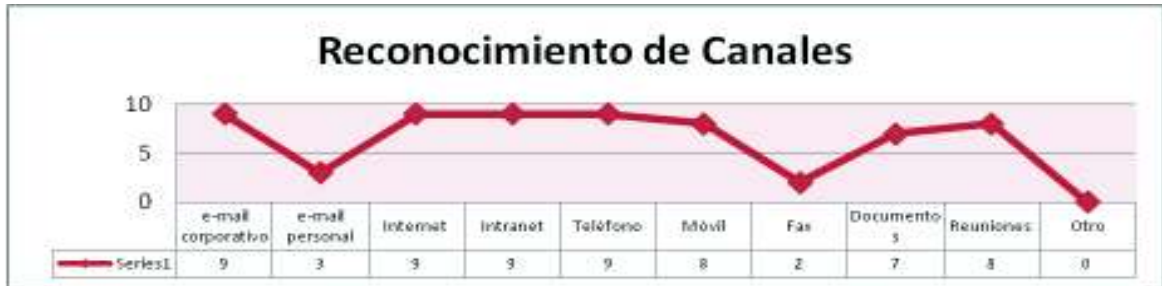 Reconocimiento de Canales
10
5
0
e-mail corporativo
e-mail personal
Internet
Intranet
Teléfono
Móvil
Fax
Documento
s
Reuniones
Otro
Series1 9 3 9 9 9 8 2 7 8 0